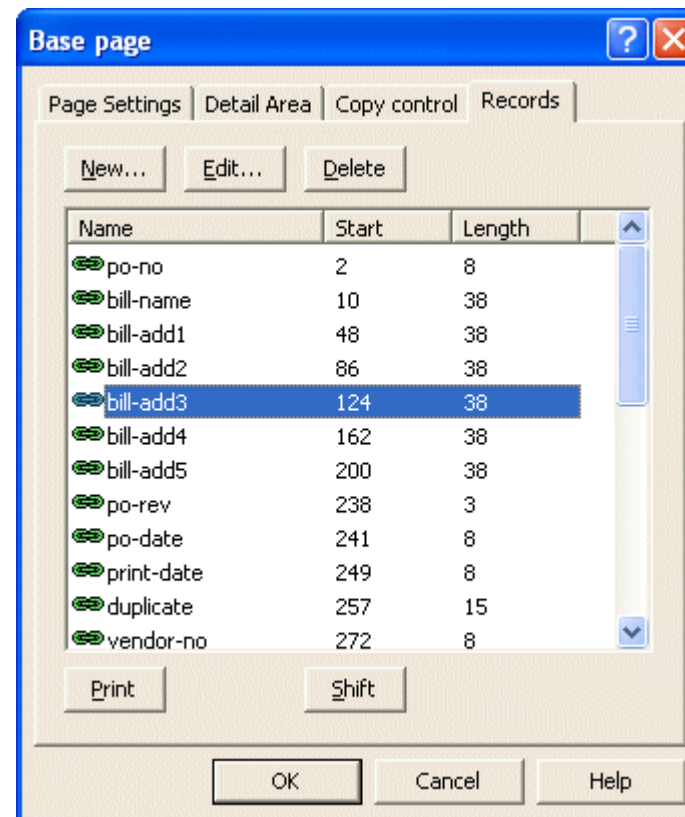 Base page
Page Settings Detail Area Copy control Records
New... Edit... Delete
Name Start Length
po-no 2 8
bill-name 10 38
bill-add1 48 38
bill-add2 86 38
bill-add3 124 38
bill-add4 162 38
bill-add5 200 38
po-rev 238 3
po-date 241 8
print-date 249 8
duplicate 257 15
vendor-no 272 8
Print Shift
OK Cancel Help